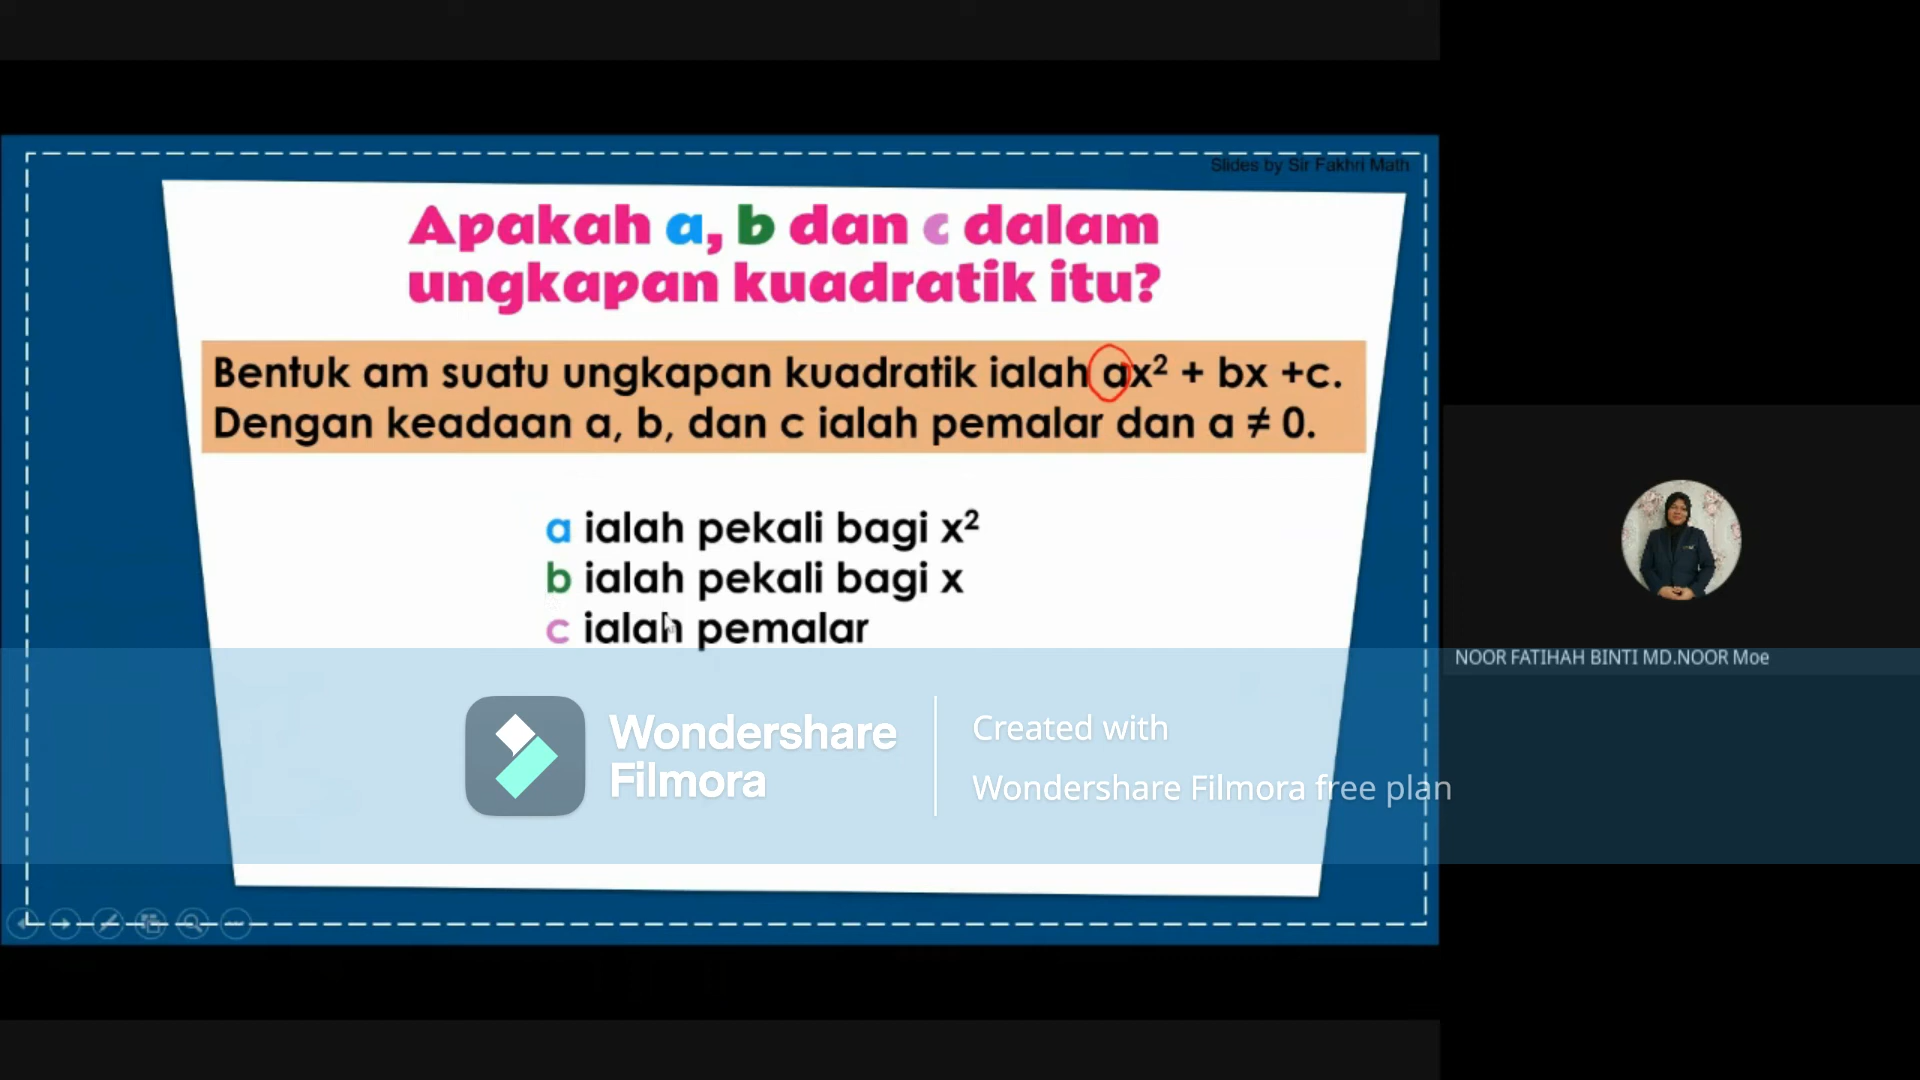 Slides by Sir Fakhri Math
Apakah a, b dan c dalam
ungkapan kuadratik itu?
Bentuk am suatu ungkapan kuadratik ialah ax² + bx +c.
Dengan keadaan a, b, dan c ialah pemalar dan a ≠ 0.
a ialah pekali bagi x²
b ialah pekali bagi x
c ialah pemalar
NOOR FATIHAH BINTI MD.NOOR Moe
Wondershare
Filmora
Created with
Wondershare Filmora free plan